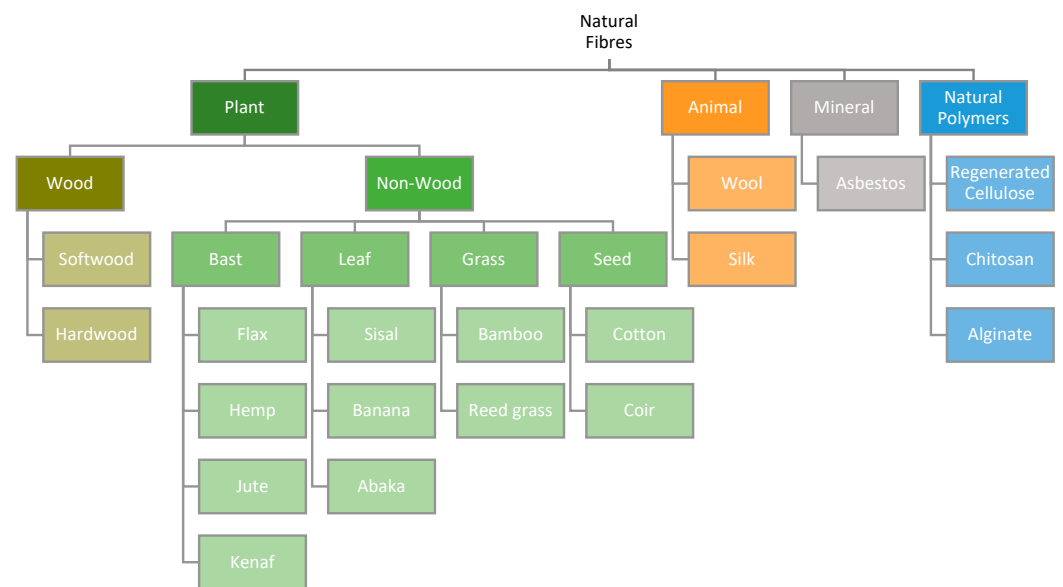 Natural
Fibres
Plant
Animal
Mineral
Natural
Polymers
Wood
Non-Wood
Wool
Asbestos
Regenerated
Cellulose
Softwood
Bast
Leaf
Grass
Seed
Silk
Chitosan
Hardwood
Flax
Sisal
Bamboo
Cotton
Alginate
Hemp
Banana
Reed grass
Coir
Jute
Abaka
Kenaf